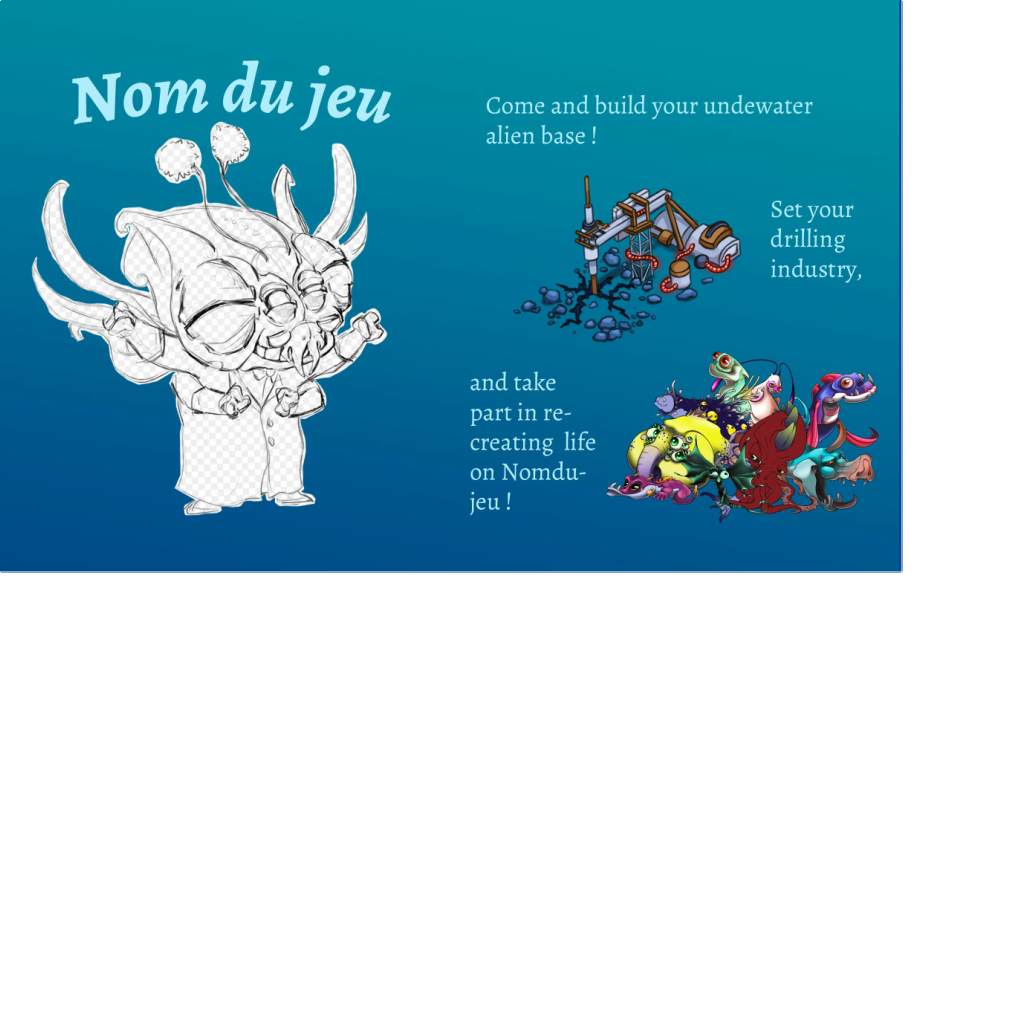 Nom du jeu
Come and build your undewater
alien base !
Set your
drilling
industry,
and take
part in re-
creating  life
on Nomdu-
jeu !